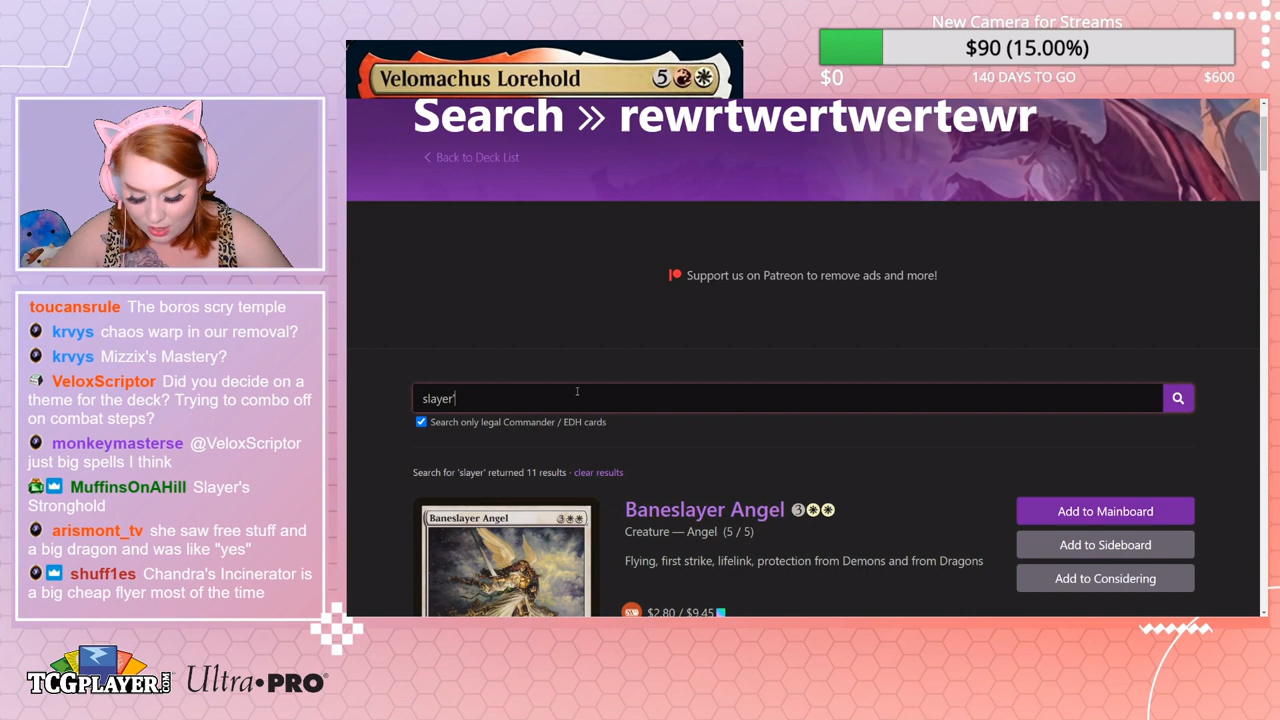 New Camera for Streams
$90 (15.00%)
$0
140 DAYS TO GO
$600
Velomachus Lorehold 5
Search » rewrtwertwertewr
Back to Deck List
Support us on Patreon to remove ads and more!
slayer'
Search only legal Commander / EDH cards
Search for 'slayer' returned 11 results · clear results
Baneslayer Angel 3
Baneslayer Angel 3
Creature — Angel (5 / 5)
Flying, first strike, lifelink, protection from Demons and from Dragons
$2.80 / $9.45
Add to Mainboard
Add to Sideboard
Add to Considering
toucansrule The boros scry temple
krvys chaos warp in our removal?
krvys Mizzix's Mastery?
VeloxScriptor Did you decide on a
theme for the deck? Trying to combo off
on combat steps?
monkeymasterse @VeloxScriptor
just big spells I think
MuffinsOnAHill Slayer's
Stronghold
arismont_tv she saw free stuff and
a big dragon and was like "yes"
shuff1es Chandra's Incinerator is
a big cheap flyer most of the time
TCGPLAYER.COM
Ultra•PRO®